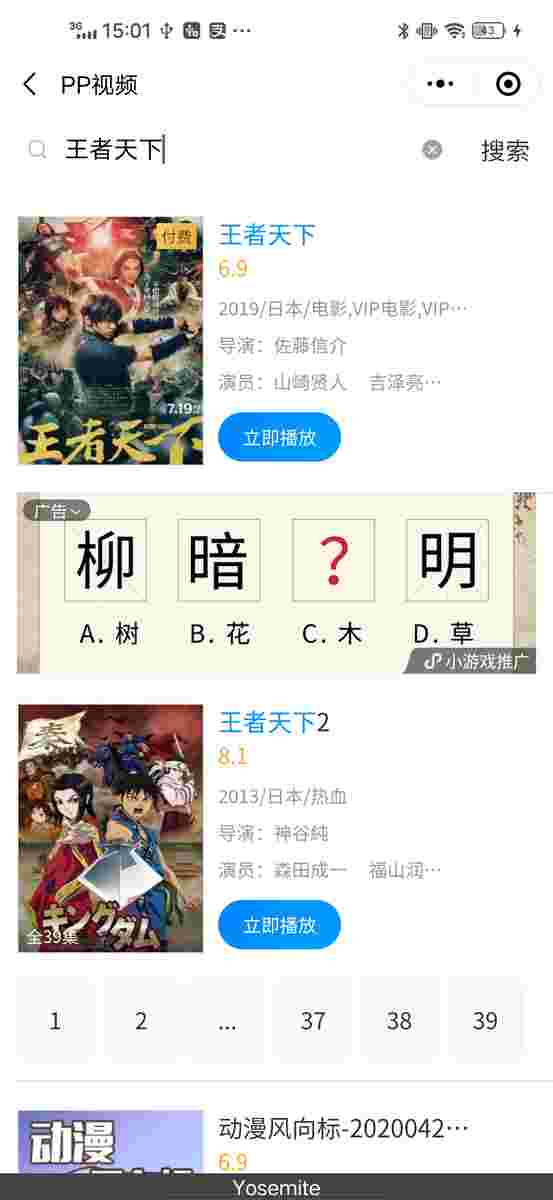 3G 15:01 ...
43
PP视频
王者天下
搜索
付费
7.19
王者天下
王者天下
6.9
2019/日本/电影,VIP电影,VIP…
导演：佐藤信介
演员：山崎贤人 吉泽亮…
立即播放
广告
柳 暗 ? 明
A. 树 B. 花 C. 木 D. 草
小游戏推广
秦
キングダム
全39集
王者天下2
8.1
2013/日本/热血
导演：神谷純
演员：森田成一 福山润…
立即播放
1 2 ... 37 38 39
动漫
动漫风向标-2020042…
6.9
Yosemite